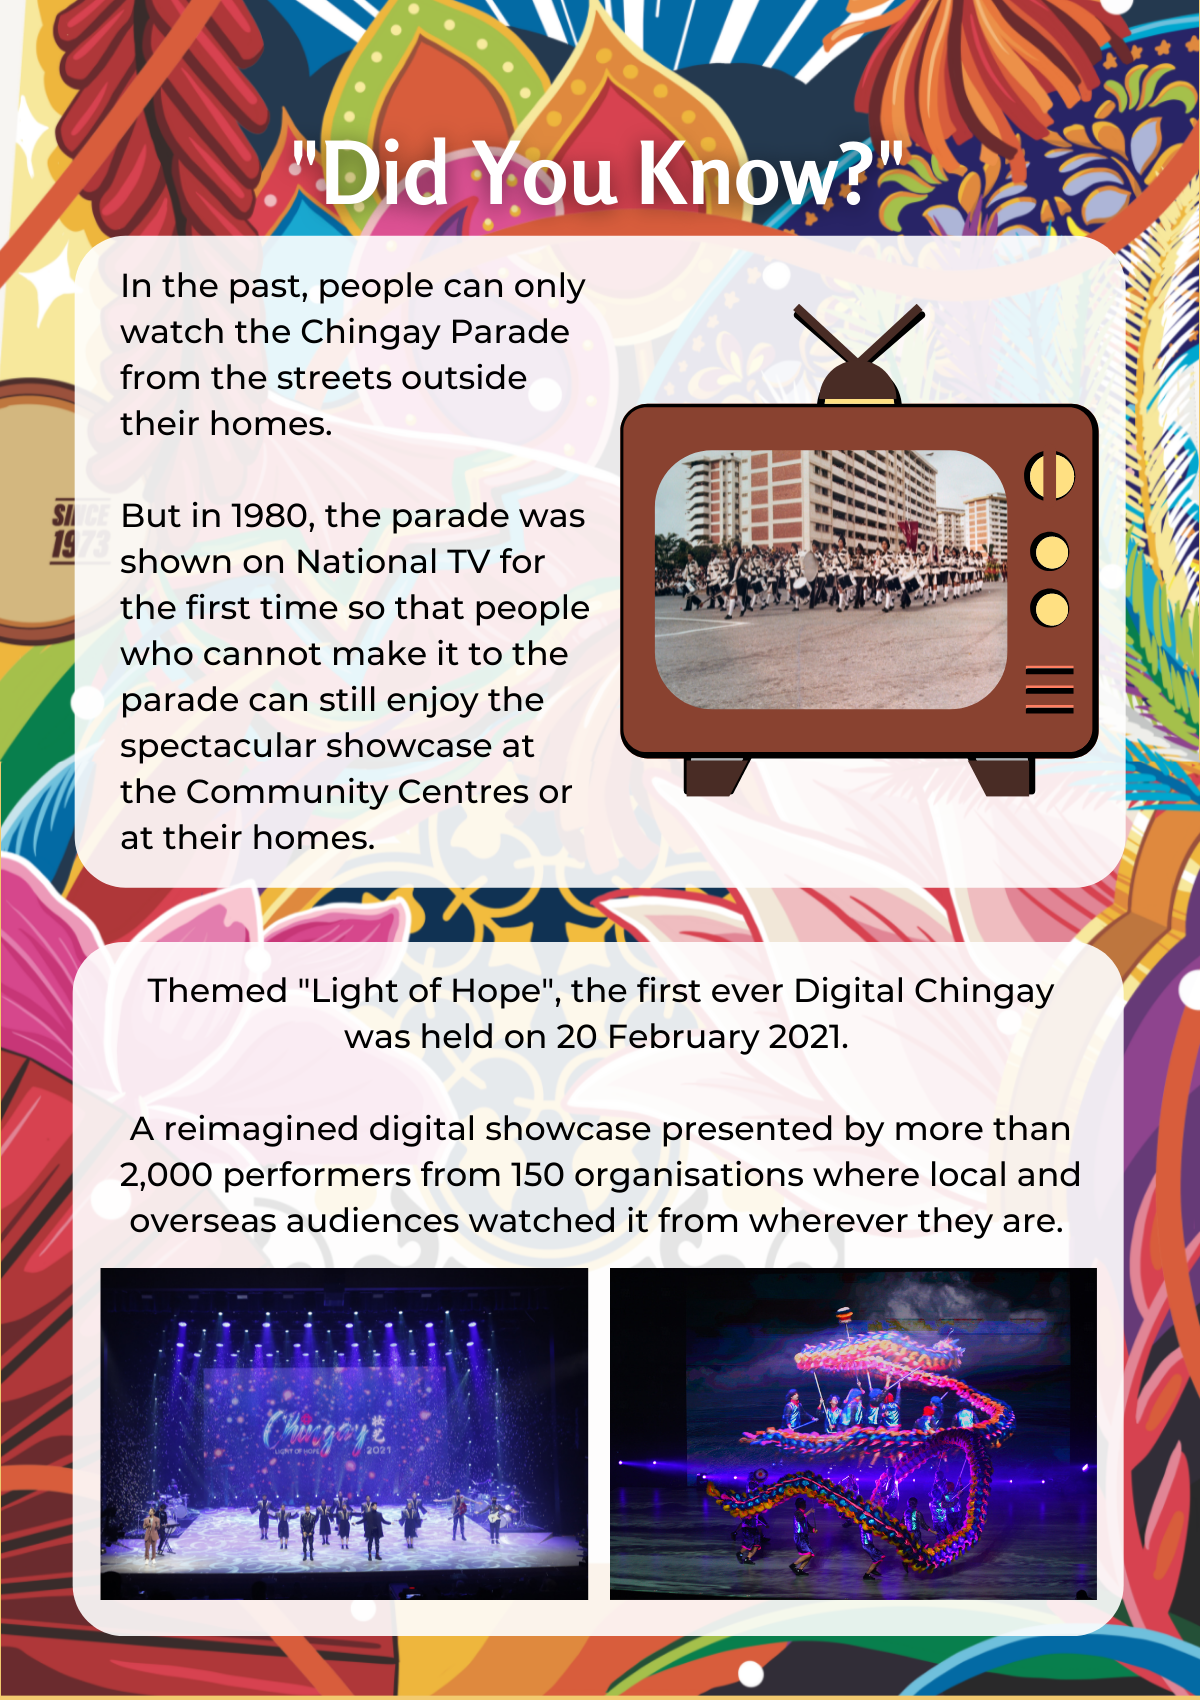 "Did You Know?"
In the past, people can only
watch the Chingay Parade
from the streets outside
their homes.
But in 1980, the parade was
shown on National TV for
the first time so that people
who cannot make it to the
parade can still enjoy the
spectacular showcase at
the Community Centres or
at their homes.
SINCE
1973
Themed "Light of Hope", the first ever Digital Chingay
was held on 20 February 2021.
A reimagined digital showcase presented by more than
2,000 performers from 150 organisations where local and
overseas audiences watched it from wherever they are.
Chingay 妆艺
LIGHT OF HOPE 2021